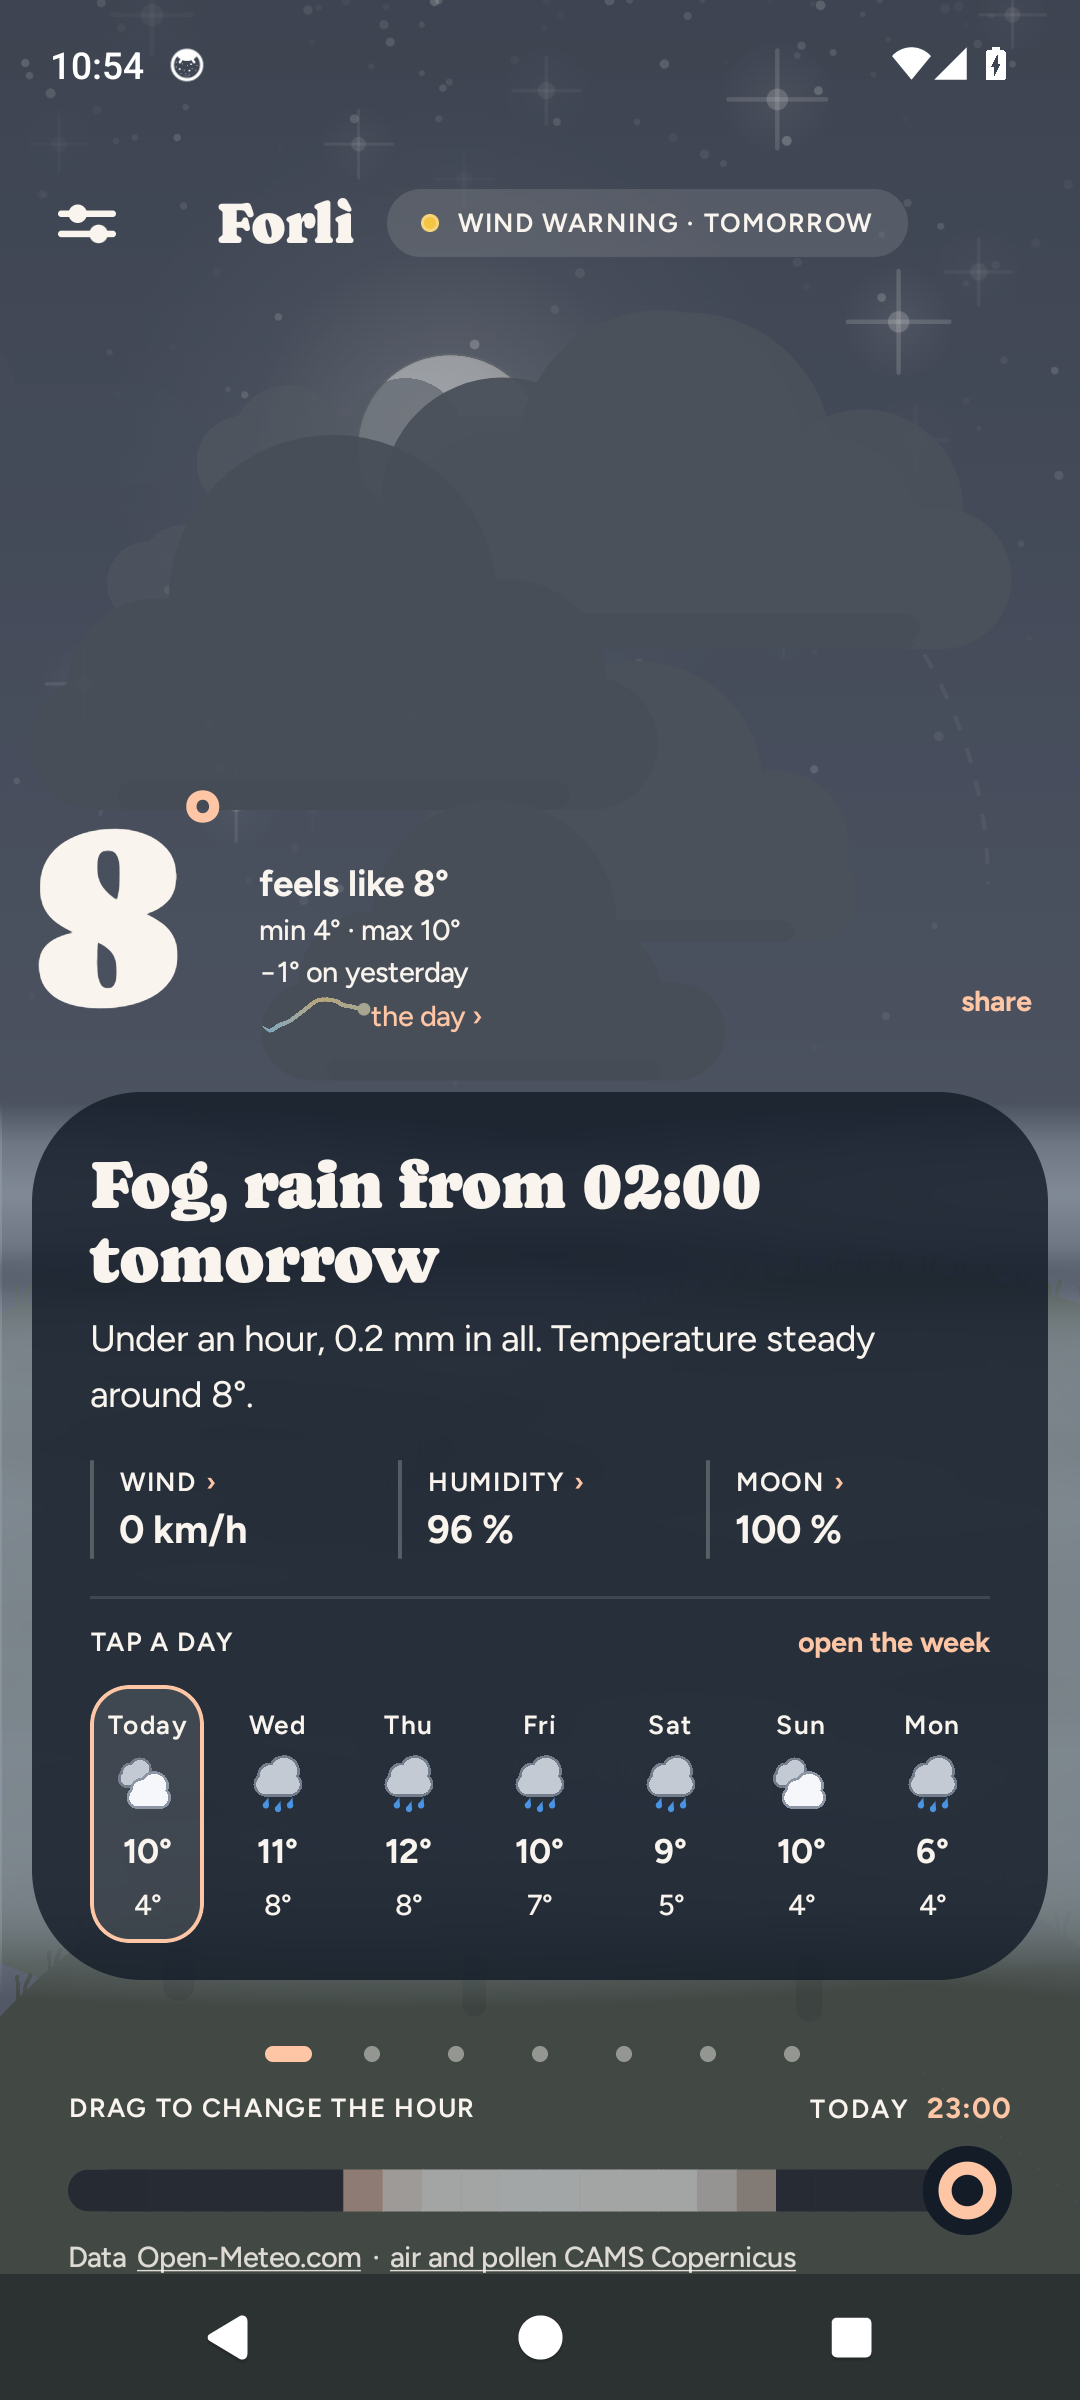 10:54
Forlì
WIND WARNING · TOMORROW
8°
feels like 8°
min 4° · max 10°
−1° on yesterday
the day ›
share
Fog, rain from 02:00
tomorrow
Under an hour, 0.2 mm in all. Temperature steady
around 8°.
WIND › HUMIDITY › MOON ›
0 km/h 96 % 100 %
TAP A DAY open the week
Today Wed Thu Fri Sat Sun Mon
10° 11° 12° 10° 9° 10° 6°
4° 8° 8° 7° 5° 4° 4°
DRAG TO CHANGE THE HOUR TODAY 23:00
Data Open-Meteo.com · air and pollen CAMS Copernicus